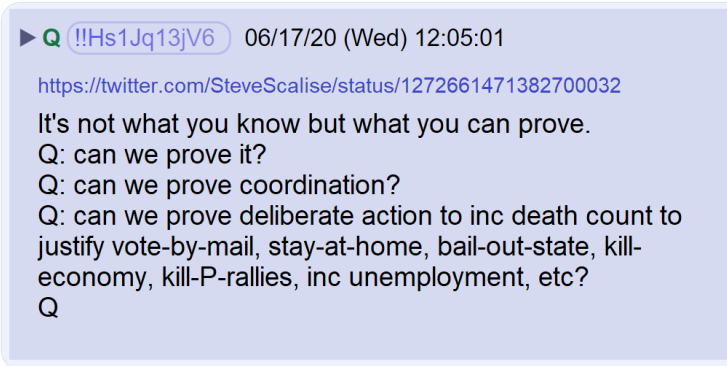 Q !!Hs1Jq13jV6 06/17/20 (Wed) 12:05:01
https://twitter.com/SteveScalise/status/1272661471382700032
It's not what you know but what you can prove.
Q: can we prove it?
Q: can we prove coordination?
Q: can we prove deliberate action to inc death count to
justify vote-by-mail, stay-at-home, bail-out-state, kill-
economy, kill-P-rallies, inc unemployment, etc?
Q